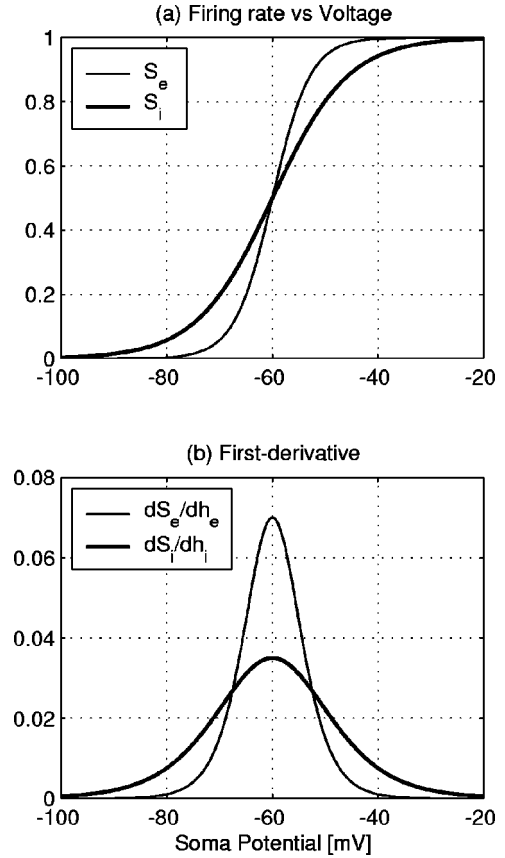 (a) Firing rate vs Voltage
1
S_e
S_i
0.8
0.6
0.4
0.2
0
-100 -80 -60 -40 -20
(b) First-derivative
0.08
dS_e/dh_e
dS_i/dh_i
0.06
0.04
0.02
0.00
-100 -80 -60 -40 -20
Soma Potential [mV]